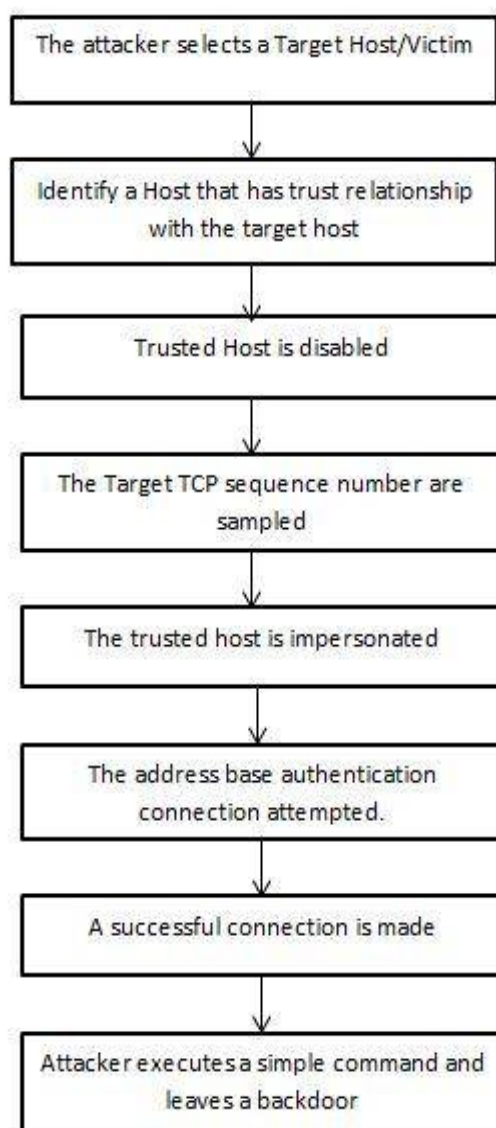 The attacker selects a Target Host/Victim
Identify a Host that has trust relationship
with the target host
Trusted Host is disabled
The Target TCP sequence number are
sampled
The trusted host is impersonated
The address base authentication
connection attempted.
A successful connection is made
Attacker executes a simple command and
leaves a backdoor